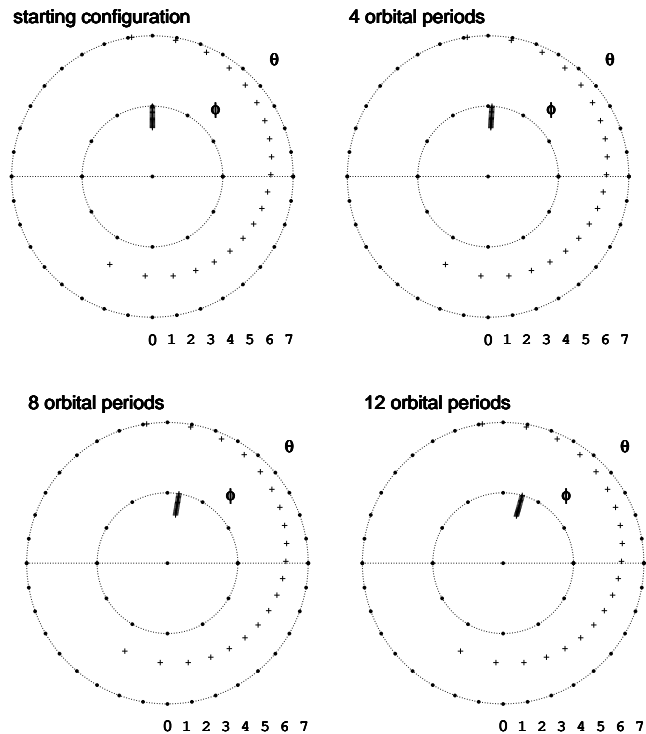 starting configuration
θ
ϕ
0 1 2 3 4 5 6 7
4 orbital periods
θ
ϕ
0 1 2 3 4 5 6 7
8 orbital periods
θ
ϕ
0 1 2 3 4 5 6 7
12 orbital periods
θ
ϕ
0 1 2 3 4 5 6 7